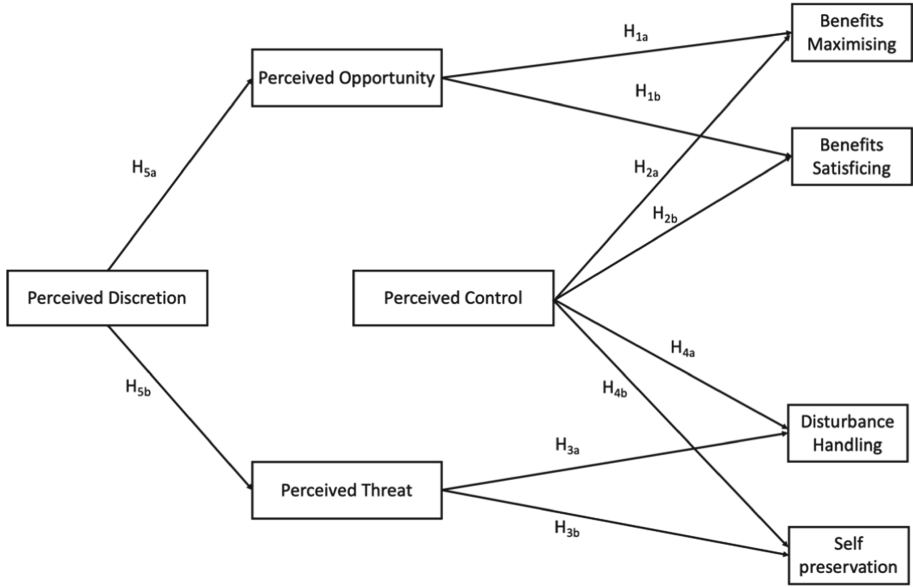 Benefits
Maximising
H1a
Perceived Opportunity
H1b
Benefits
Satisficing
H5a
H2a
H2b
Perceived Discretion
Perceived Control
H4a
H5b
H4b
Disturbance
Handling
H3a
Perceived Threat
H3b
Self
preservation